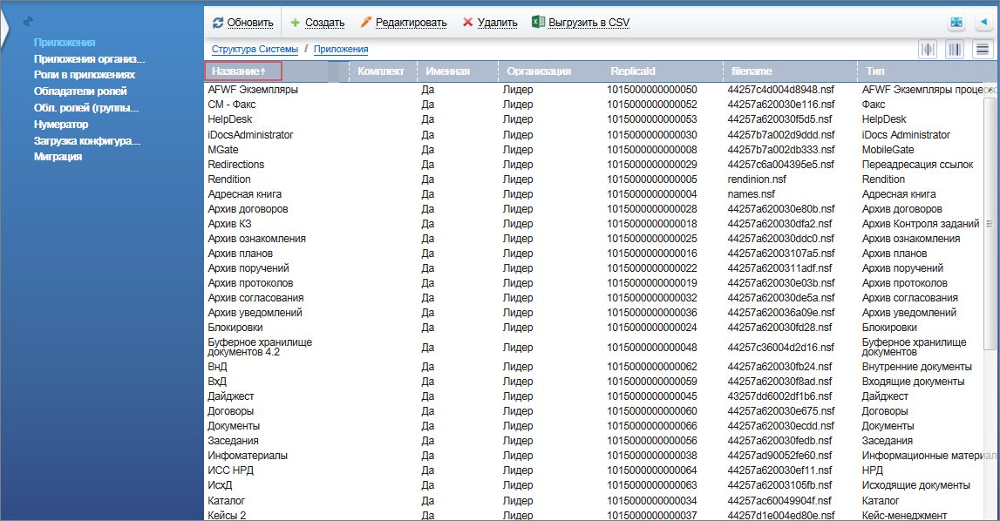 Обновить Создать Редактировать Удалить Выгрузить в CSV
Структура Системы / Приложения
Приложения
Приложения организ...
Роли в приложениях
Обладатели ролей
Обл. ролей (группы...
Нумератор
Загрузка конфигура...
Миграция
Название↑ Комплект Именная Организация ReplicaId filename Тип
AFWF Экземпляры Да Лидер 1015000000000050 44257c4d004d8948.nsf AFWF Экземпляры процессо
СМ - Факс Да Лидер 1015000000000052 44257a620030e116.nsf Факс
HelpDesk Да Лидер 1015000000000053 44257a620030f5d5.nsf HelpDesk
iDocsAdministrator Да Лидер 1015000000000030 44257b7a002d9ddd.nsf iDocs Administrator
MGate Да Лидер 1015000000000008 44257b7a002db333.nsf MobileGate
Redirections Да Лидер 1015000000000029 44257c6a004395e5.nsf Переадресация ссылок
Rendition Да Лидер 1015000000000005 rendinion.nsf Rendition
Адресная книга Да Лидер 1015000000000004 names.nsf Адресная книга
Архив договоров Да Лидер 1015000000000028 44257a620030e80b.nsf Архив договоров
Архив КЗ Да Лидер 1015000000000018 44257a620030dfa2.nsf Архив Контроля заданий
Архив ознакомления Да Лидер 1015000000000025 44257a620030ddc0.nsf Архив ознакомления
Архив планов Да Лидер 1015000000000016 44257a62003107a5.nsf Архив планов
Архив поручений Да Лидер 1015000000000022 44257a6200311adf.nsf Архив поручений
Архив протоколов Да Лидер 1015000000000019 44257a620030e03b.nsf Архив протоколов
Архив согласования Да Лидер 1015000000000032 44257a620030de5a.nsf Архив согласования
Архив уведомлений Да Лидер 1015000000000036 44257a620036a09e.nsf Архив уведомлений
Блокировки Да Лидер 1015000000000024 44257a620030fd28.nsf Блокировки
Буферное хранилище документов 4.2 Да Лидер 1015000000000048 44257c36004d2d16.nsf Буферное хранилище документов
ВнД Да Лидер 1015000000000062 44257a620030fb24.nsf Внутренние документы
ВхД Да Лидер 1015000000000059 44257a620030f8ad.nsf Входящие документы
Дайджест Да Лидер 1015000000000045 43257dd6002df1b6.nsf Дайджест
Договоры Да Лидер 1015000000000060 44257a620030e675.nsf Договоры
Документы Да Лидер 1015000000000066 44257a620030ecdd.nsf Документы
Заседания Да Лидер 1015000000000056 44257a620030fedb.nsf Заседания
Инфоматериалы Да Лидер 1015000000000038 44257ad90052fe60.nsf Информационные материал
ИСС НРД Да Лидер 1015000000000064 44257a620030ef11.nsf НРД
ИсхД Да Лидер 1015000000000063 44257a62003105fb.nsf Исходящие документы
Каталог Да Лидер 1015000000000034 44257ac60049904f.nsf Каталог
Кейсы 2 Да Лидер 1015000000000037 44257d1e004ed80e.nsf Кейс-менеджмент